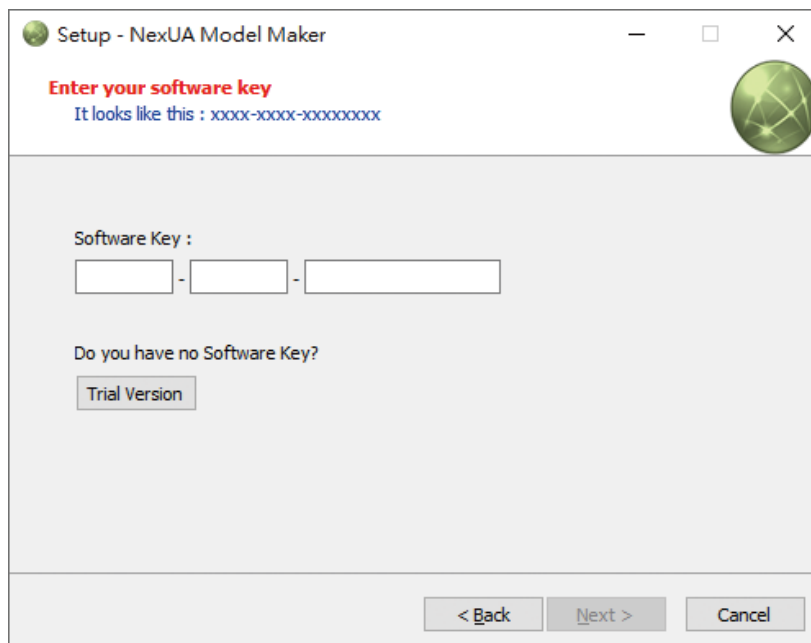 Setup - NexUA Model Maker
Enter your software key
It looks like this : xxxx-xxxx-xxxxxxxx
Software Key :
- -
Do you have no Software Key?
Trial Version
< Back Next > Cancel